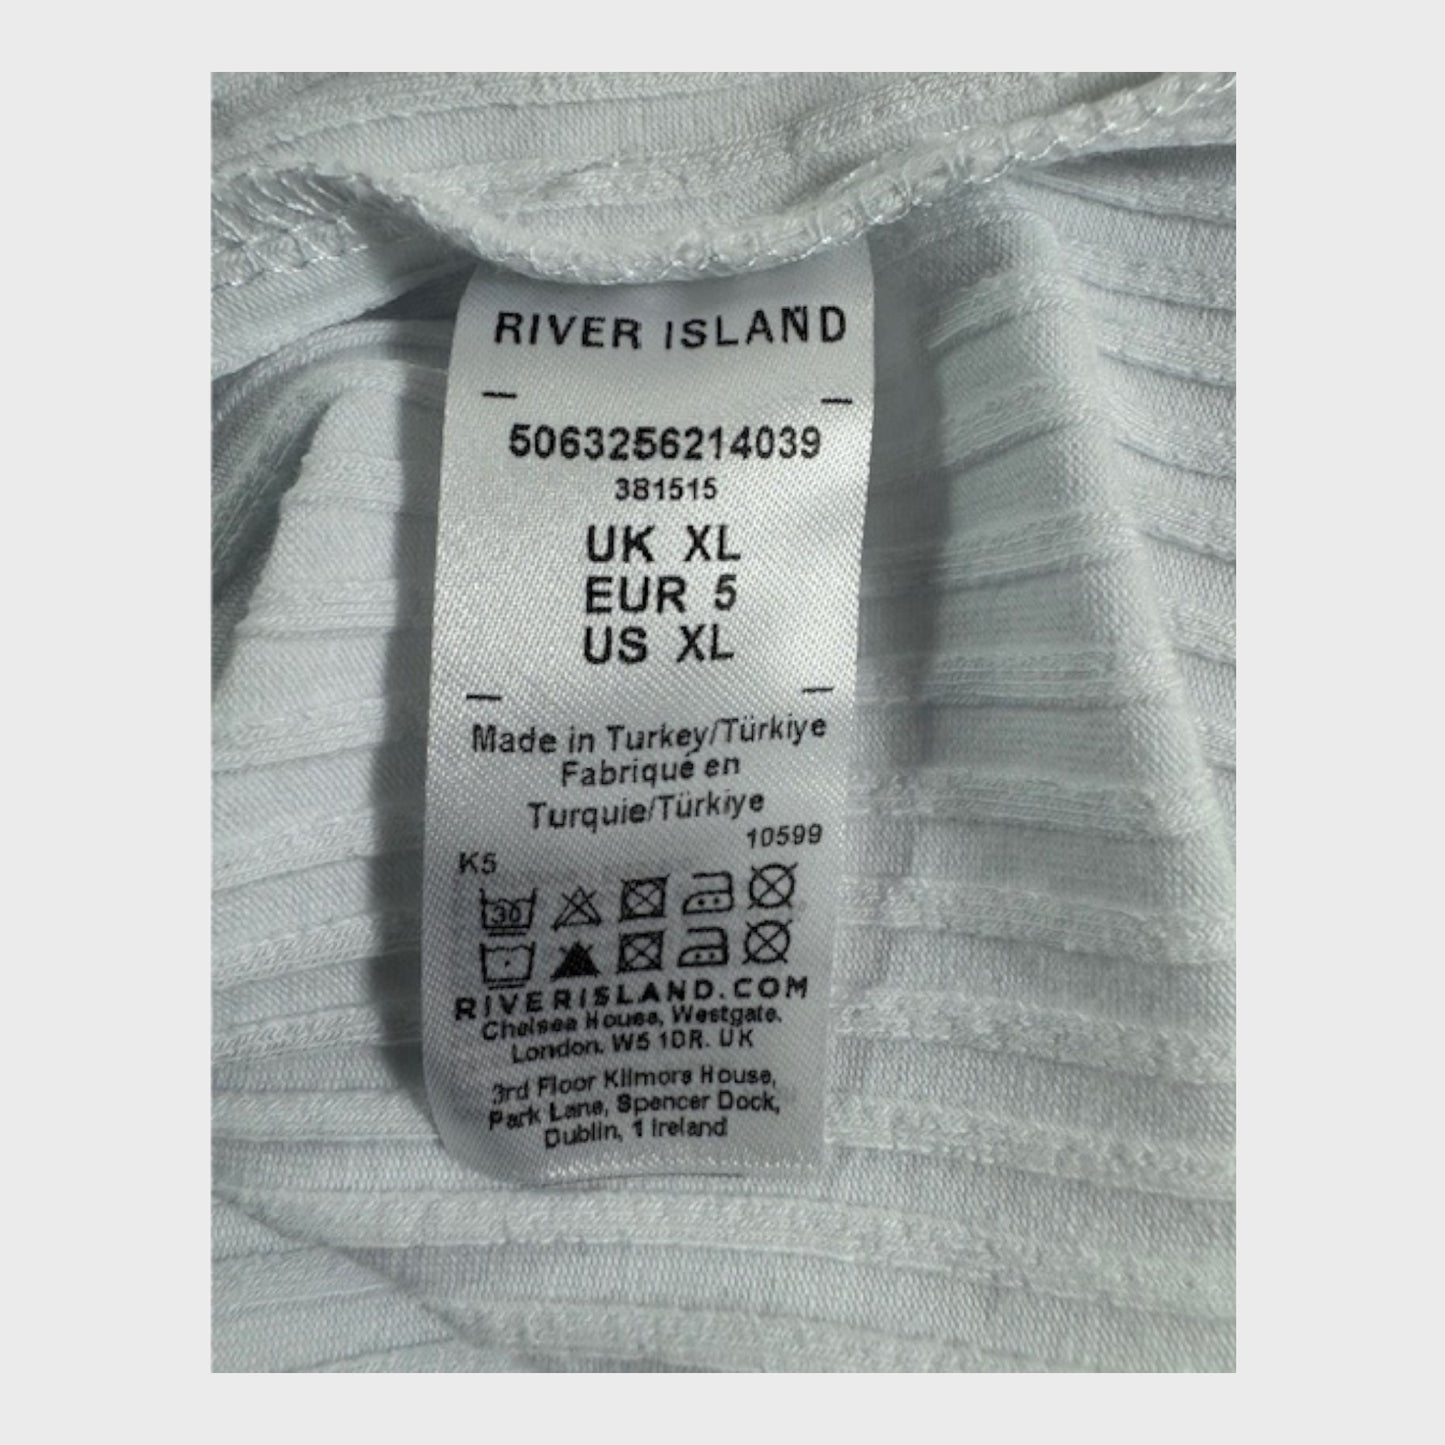 RIVER ISLAND
5063256214039
381515
UK XL
EUR 5
US XL
Made in Turkey/Türkiye
Fabriqué en
Turquie/Türkiye
10599
K5
30
RIVERISLAND.COM
Chelsea House, Westgate,
London. W5 1DR. UK
3rd Floor Kilmore House,
Park Lane, Spencer Dock,
Dublin, 1 Ireland